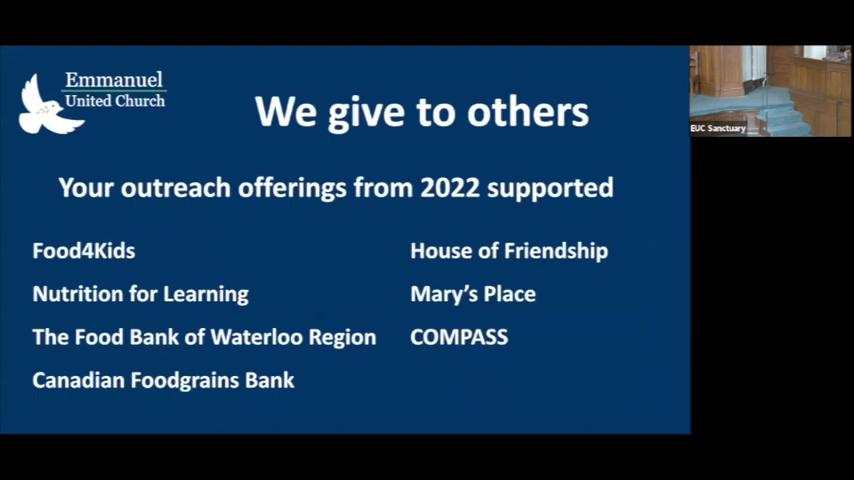 Emmanuel
United Church
We give to others
EUC Sanctuary
Your outreach offerings from 2022 supported
Food4Kids
Nutrition for Learning
The Food Bank of Waterloo Region
Canadian Foodgrains Bank
House of Friendship
Mary's Place
COMPASS